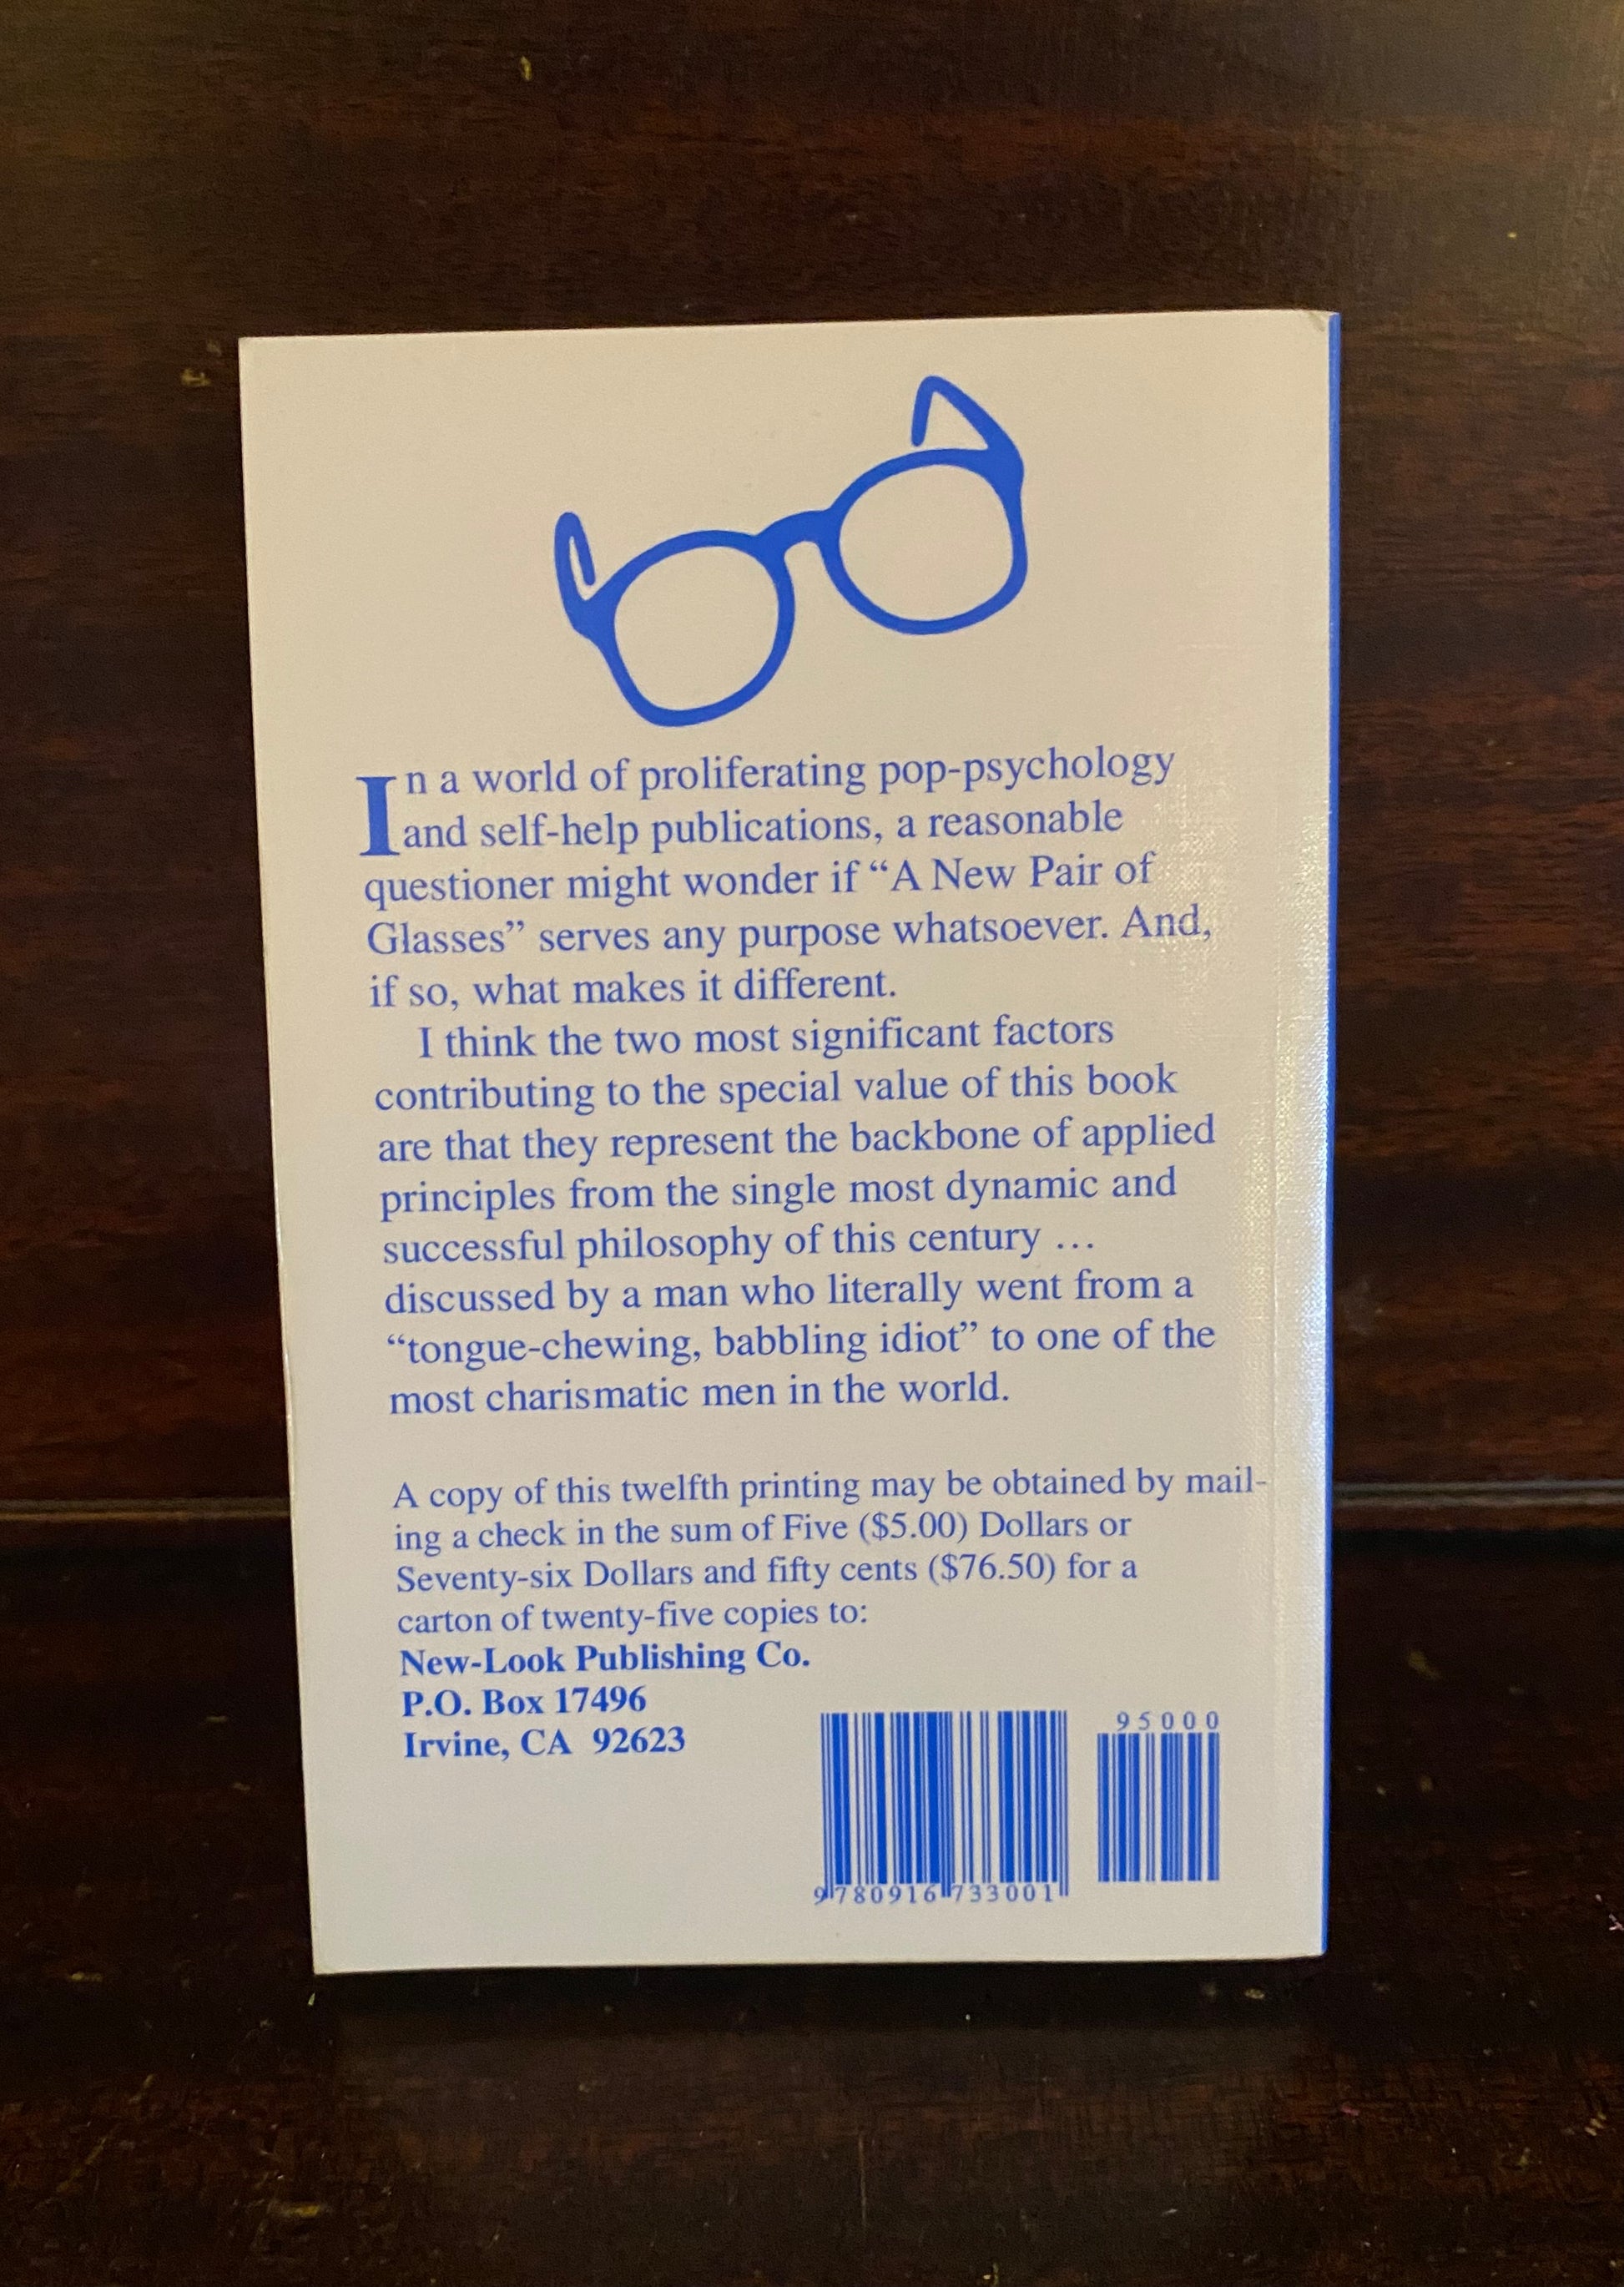 In a world of proliferating pop-psychology
and self-help publications, a reasonable
questioner might wonder if “A New Pair of
Glasses” serves any purpose whatsoever. And,
if so, what makes it different.
I think the two most significant factors
contributing to the special value of this book
are that they represent the backbone of applied
principles from the single most dynamic and
successful philosophy of this century ...
discussed by a man who literally went from a
“tongue-chewing, babbling idiot” to one of the
most charismatic men in the world.
A copy of this twelfth printing may be obtained by mail-
ing a check in the sum of Five ($5.00) Dollars or
Seventy-six Dollars and fifty cents ($76.50) for a
carton of twenty-five copies to:
New-Look Publishing Co.
P.O. Box 17496
Irvine, CA 92623
95000
9 780916 733001